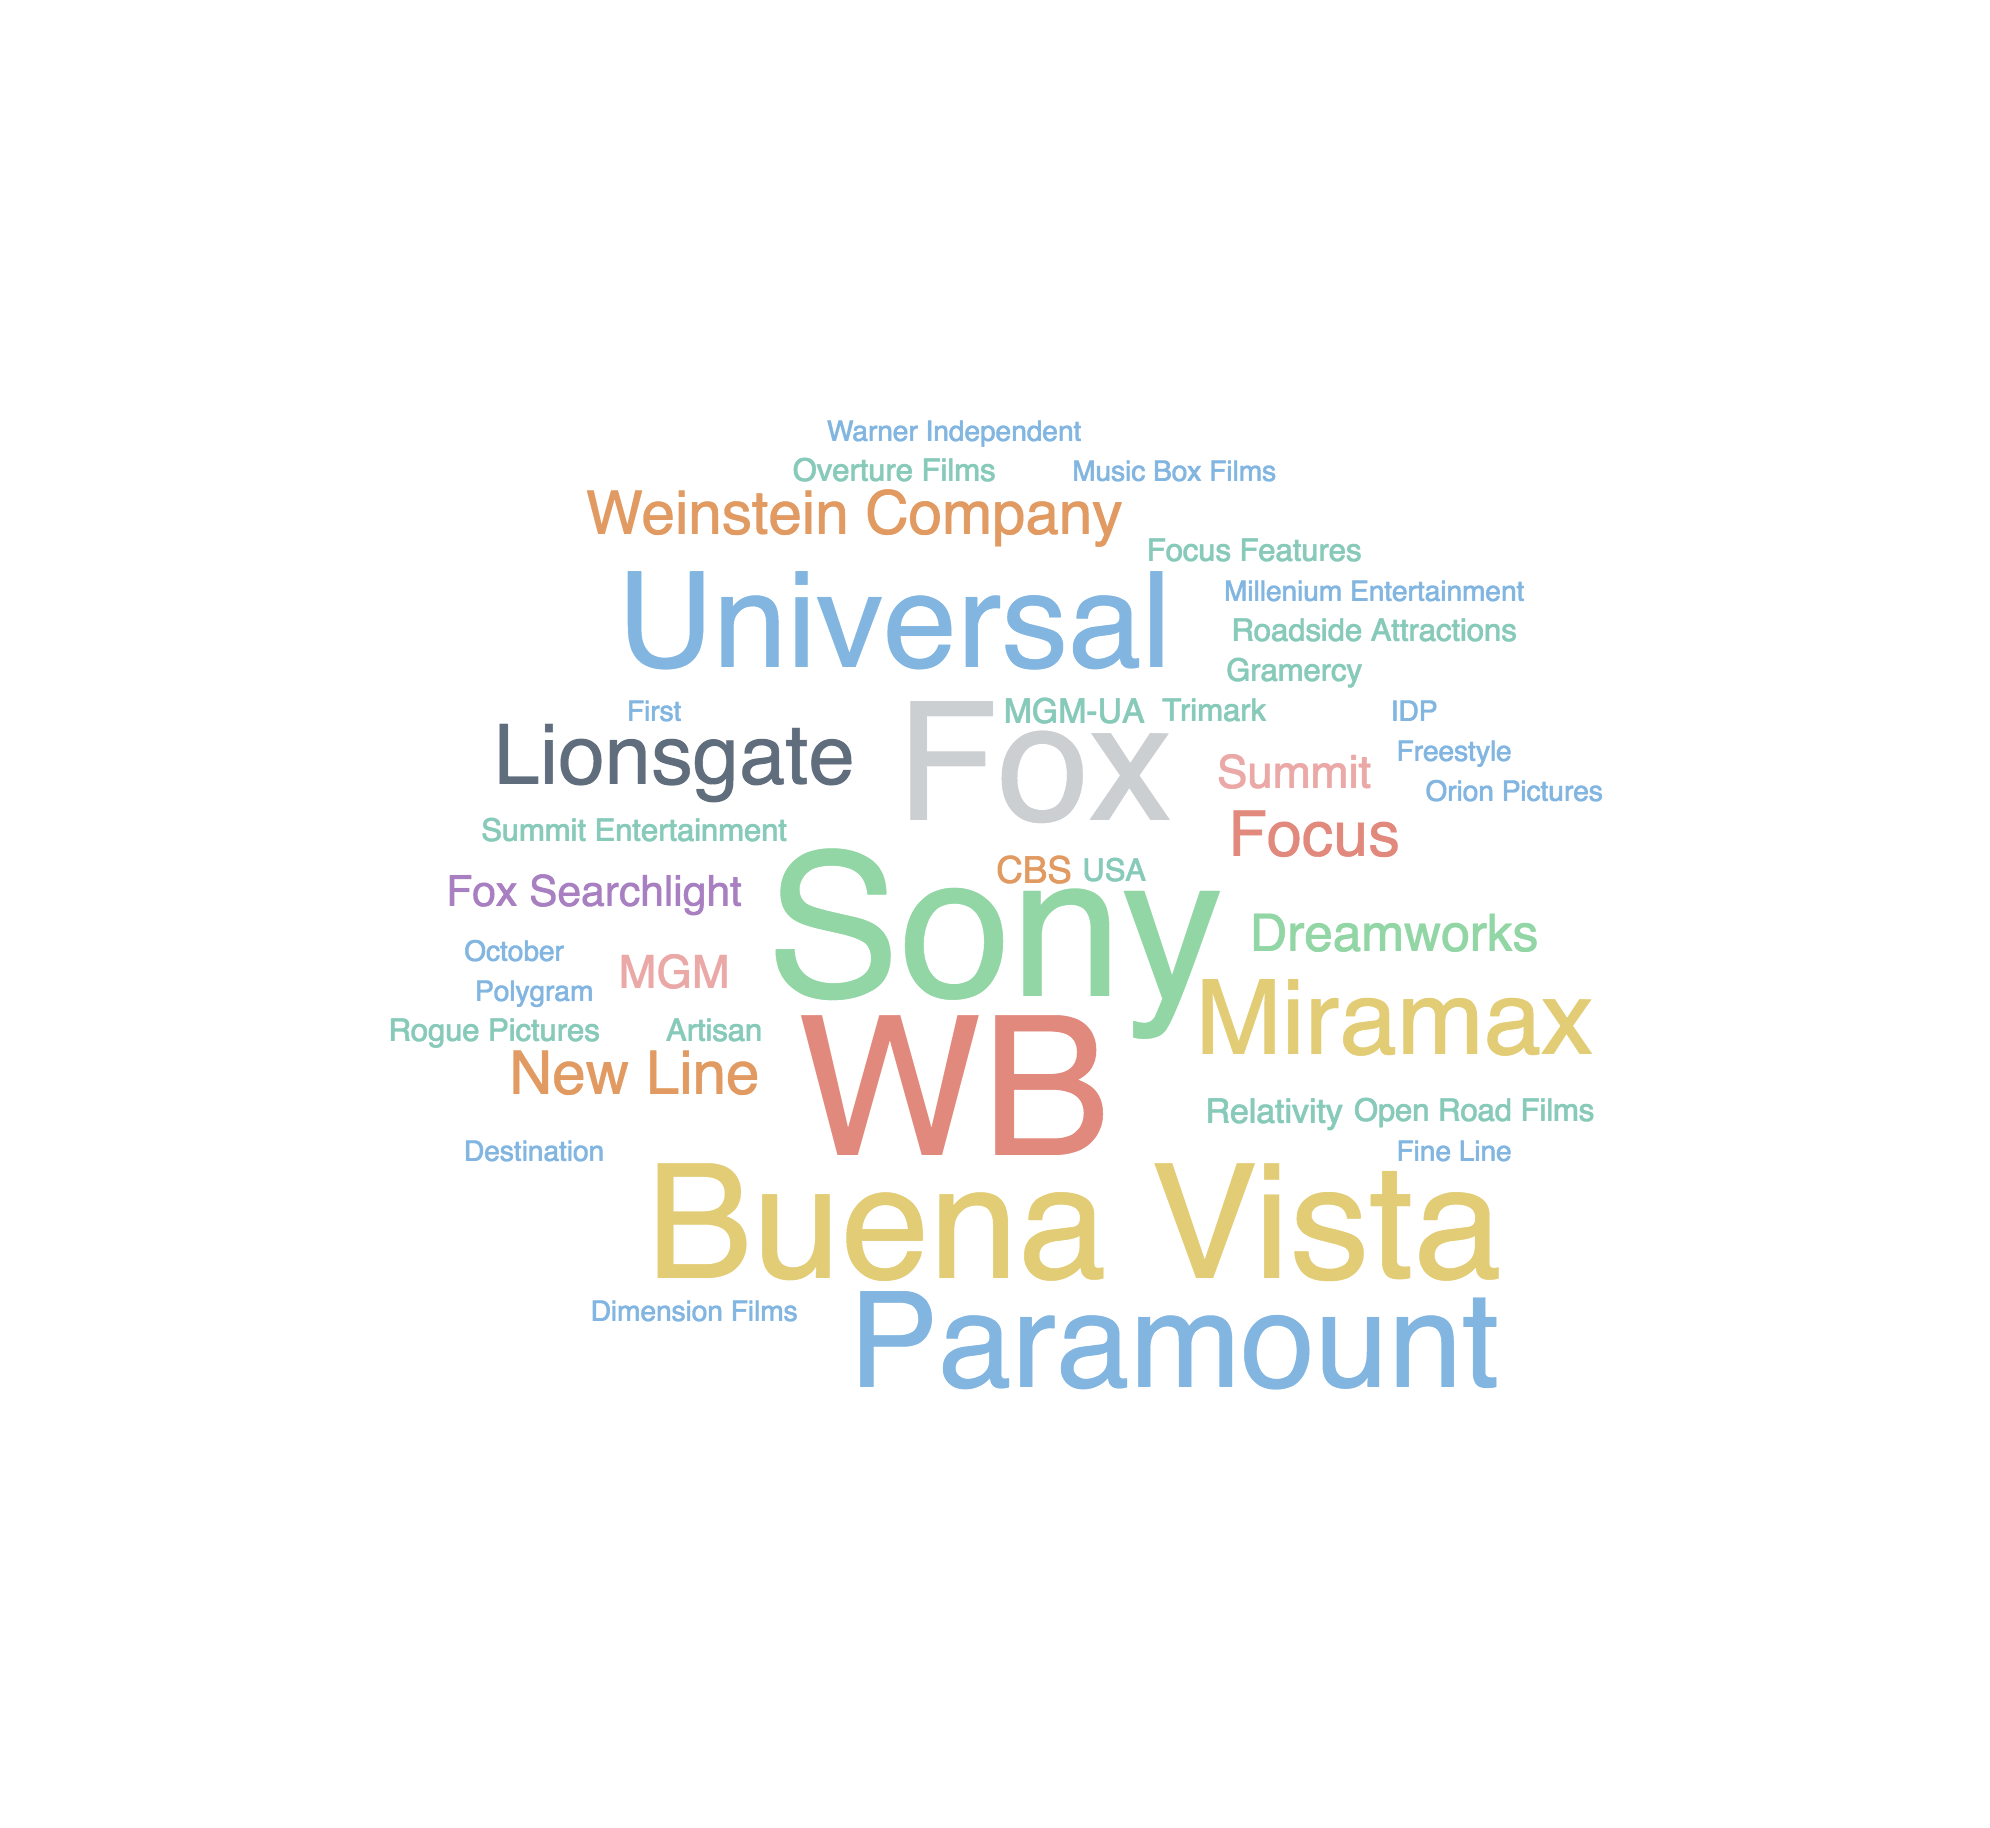 Warner Independent
Overture Films
Music Box Films
Weinstein Company
Focus Features
Universal
Millenium Entertainment
Roadside Attractions
Gramercy
First
MGM-UA
Trimark
IDP
Lionsgate
Fox
Summit
Freestyle
Orion Pictures
Summit Entertainment
Focus
CBS
USA
Fox Searchlight
Sony
Dreamworks
October
MGM
Polygram
Miramax
Rogue Pictures
Artisan
New Line
WB
Relativity
Open Road Films
Destination
Fine Line
Buena Vista
Dimension Films
Paramount